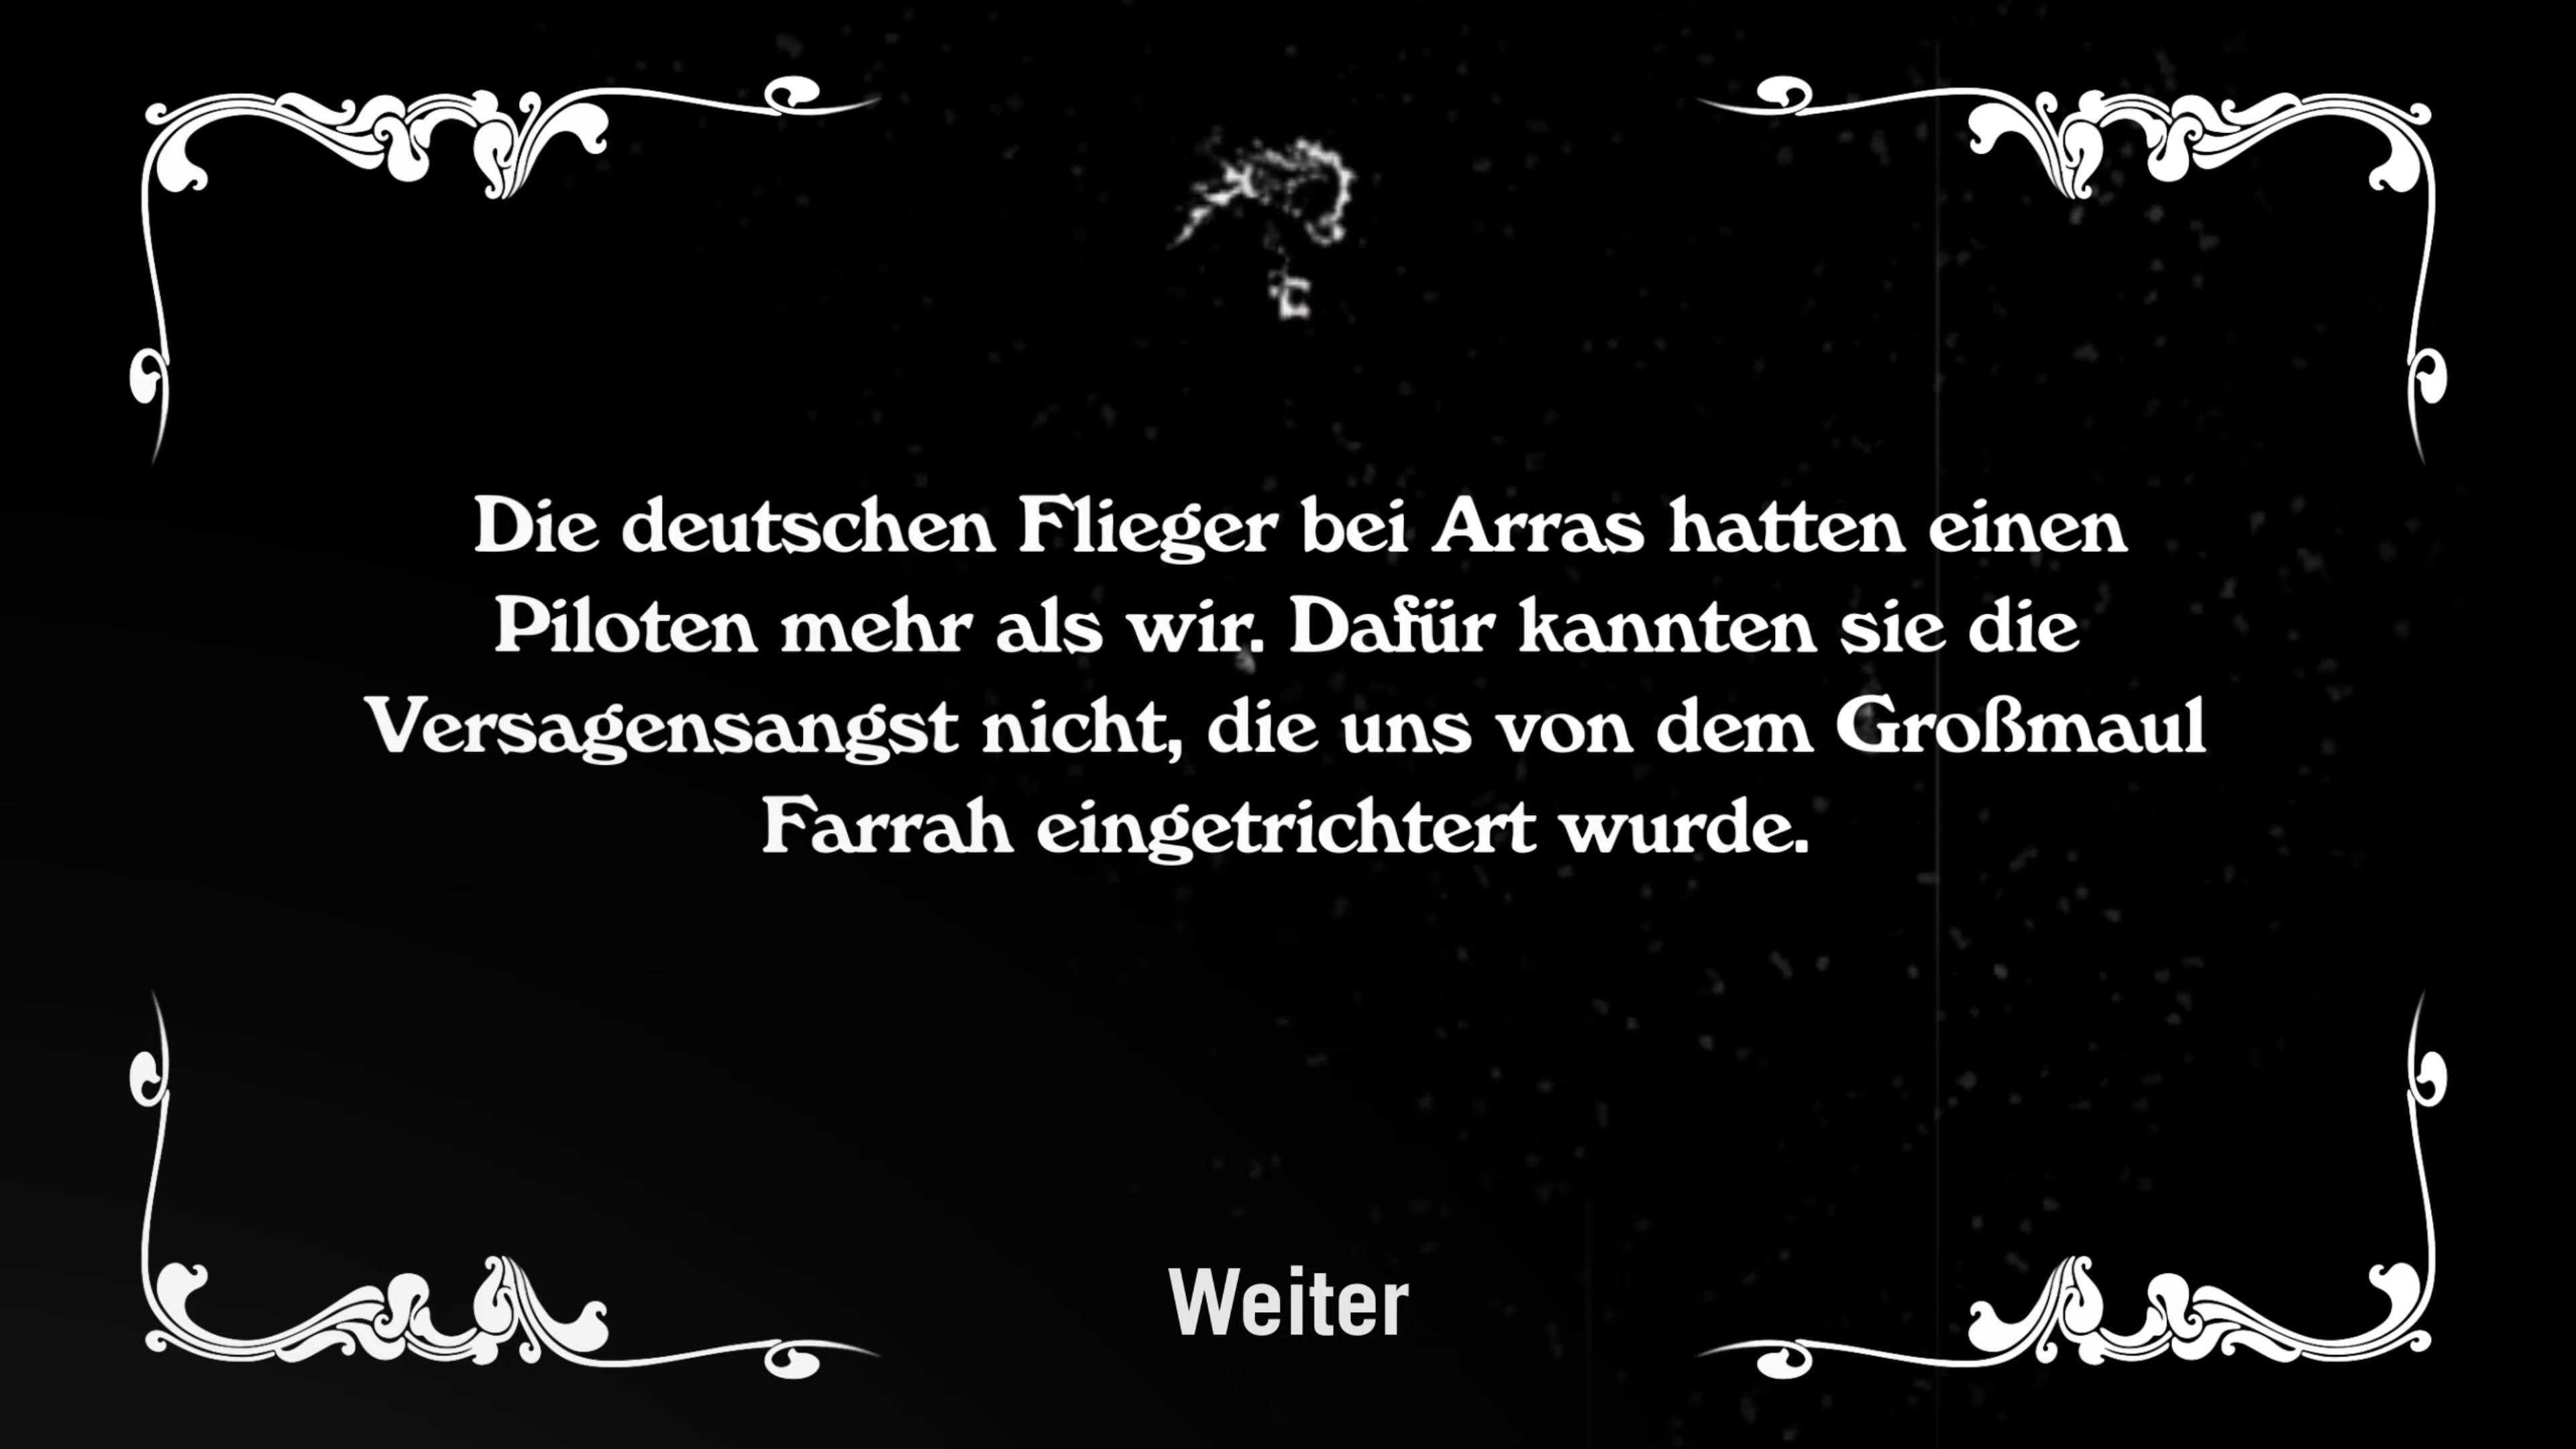 Die deutschen Flieger bei Arras hatten einen
Piloten mehr als wir. Dafür kannten sie die
Versagensangst nicht, die uns von dem Großmaul
Farrah eingetrichtert wurde.
Weiter